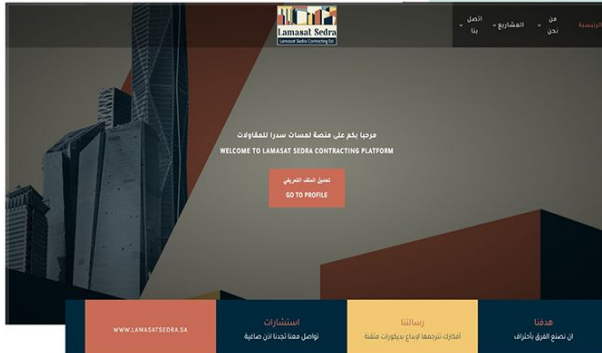 الرئيسية
من نحن
المشاريع
اتصل بنا
Lamasat Sedra
Lamasat Sedra Contracting Est
مرحبا بكم على منصة لمسات سدرا للمقاولات
WELCOME TO LAMASAT SEDRA CONTRACTING PLATFORM
تحميل الملف التعريفي
GO TO PROFILE
هدفنا
ان نصنع الفرق بأحتراف
رسالتنا
أفكارك نترجمها لإبداع بديكورات متقنة
استشارات
تواصل معنا تجدنا اذن صاغية
WWW.LAMASATSEDRA.SA